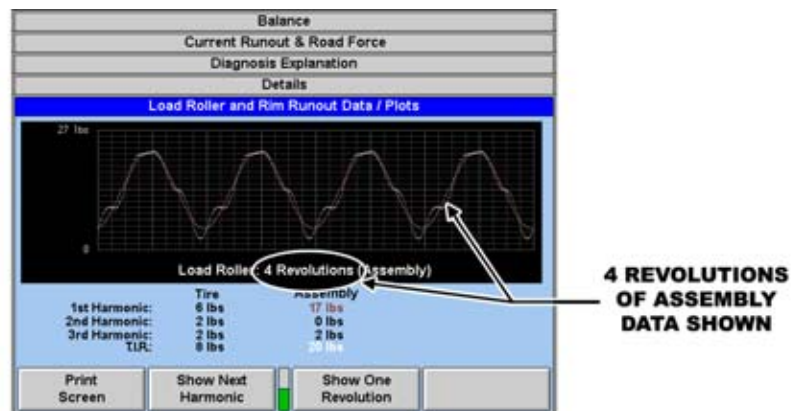 Balance
Current Runout & Road Force
Diagnosis Explanation
Details
Load Roller and Rim Runout Data / Plots
27 lbs
0
Load Roller: 4 Revolutions (Assembly)
Tire Assembly
1st Harmonic: 6 lbs 17 lbs
2nd Harmonic: 2 lbs 0 lbs
3rd Harmonic: 2 lbs 2 lbs
T.I.R.: 8 lbs 20 lbs
4 REVOLUTIONS
OF ASSEMBLY
DATA SHOWN
Print
Screen
Show Next
Harmonic
Show One
Revolution